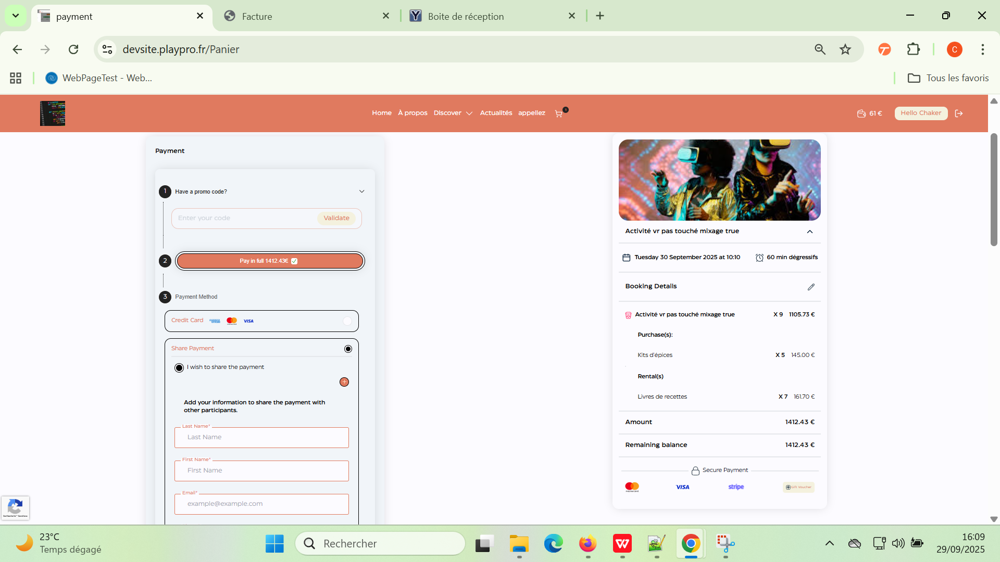 payment
Facture
Boite de réception
devsite.playpro.fr/Panier
C
WebPageTest - Web...
Tous les favoris
Home
À propos
Discover
Actualités
appellez
1
61 €
Hello Chaker
Payment
1
Have a promo code?
Enter your code
Validate
2
Pay in full 1412.43€
3
Payment Method
Credit Card
VISA
Share Payment
I wish to share the payment
Add your information to share the payment with
other participants.
Last Name*
Last Name
First Name*
First Name
Email*
example@example.com
Activité vr pas touché mixage true
Tuesday 30 September 2025 at 10:10
60 min dégressifs
Booking Details
Activité vr pas touché mixage true
X 9 1105.73 €
Purchase(s):
Kits d'épices
X 5 145.00 €
Rental(s)
Livres de recettes
X 7 161.70 €
Amount
1412.43 €
Remaining balance
1412.43 €
Secure Payment
mastercard
VISA
stripe
Gift Voucher
23°C
Temps dégagé
Rechercher
16:09
29/09/2025